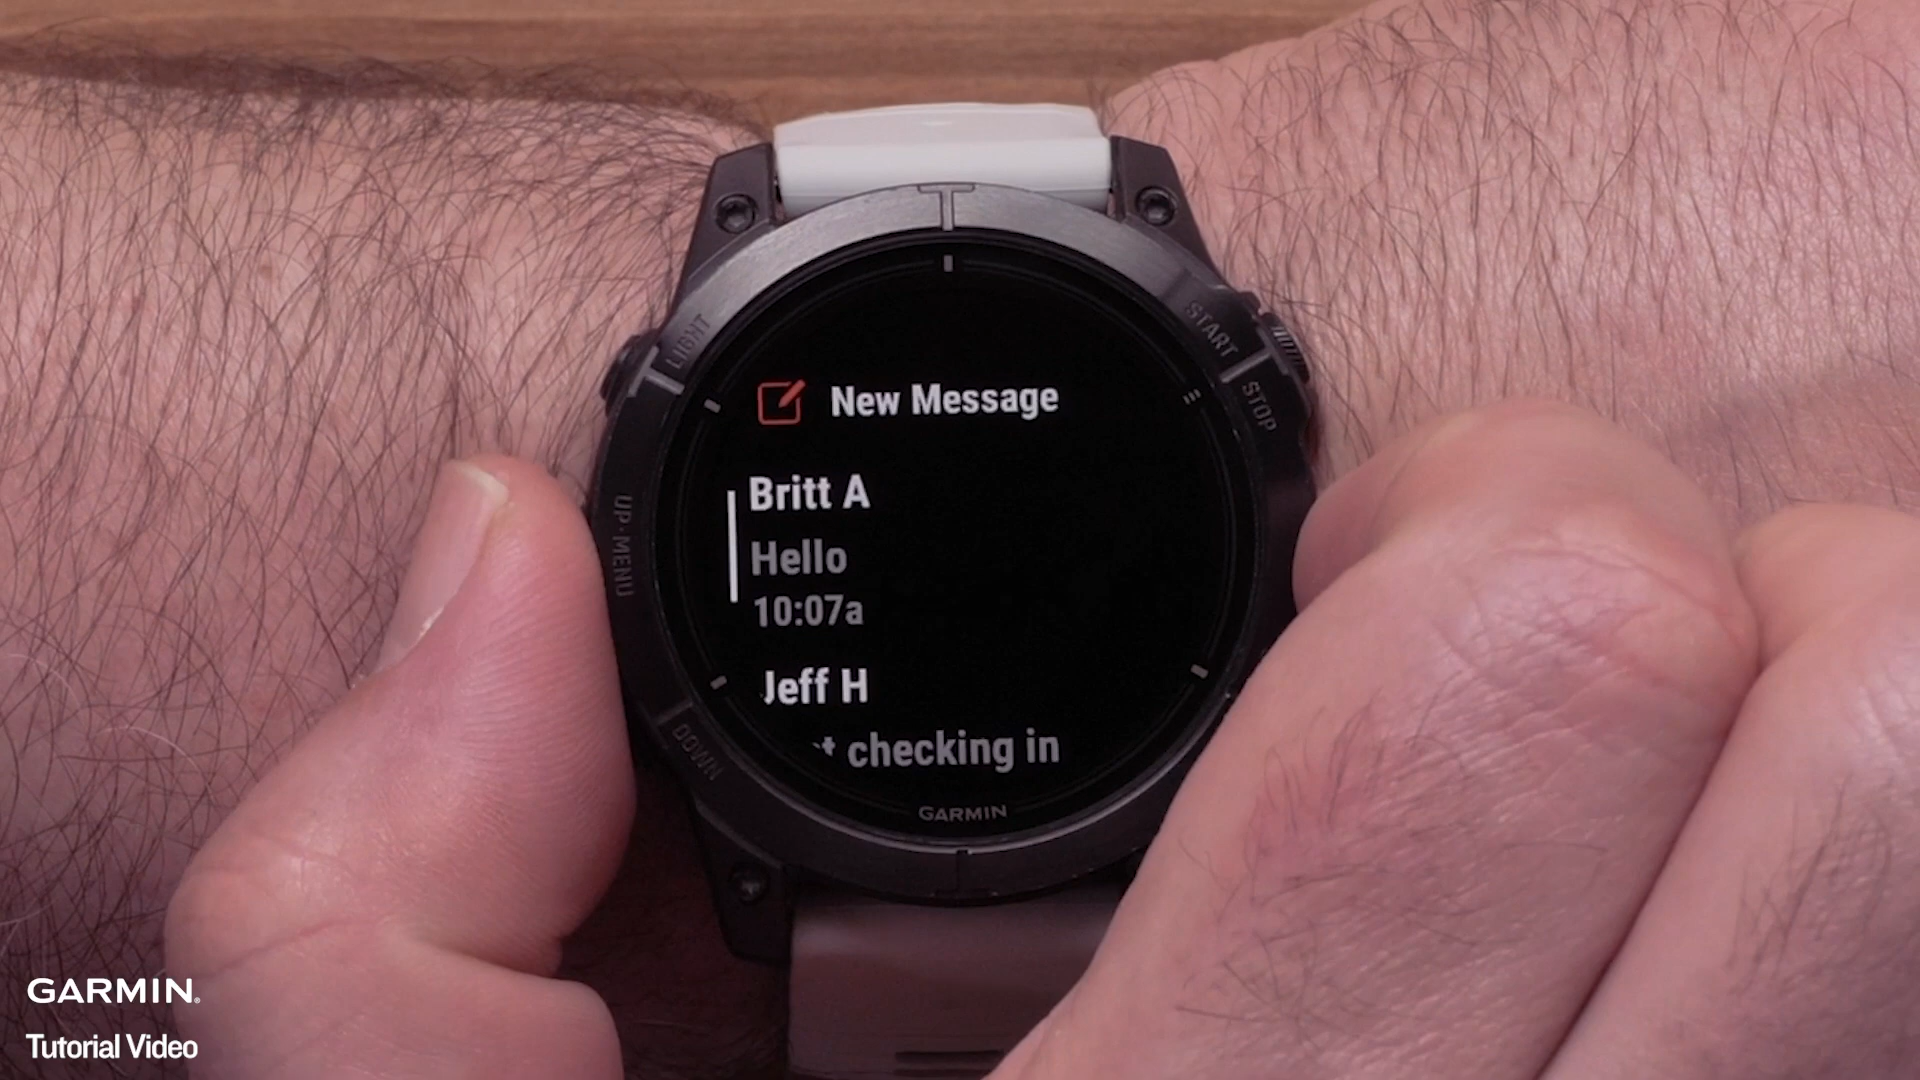 LIGHT
START
STOP
New Message
Britt A
Hello
10:07a
UP·MENU
Jeff H
checking in
DOWN
GARMIN
GARMIN®
Tutorial Video